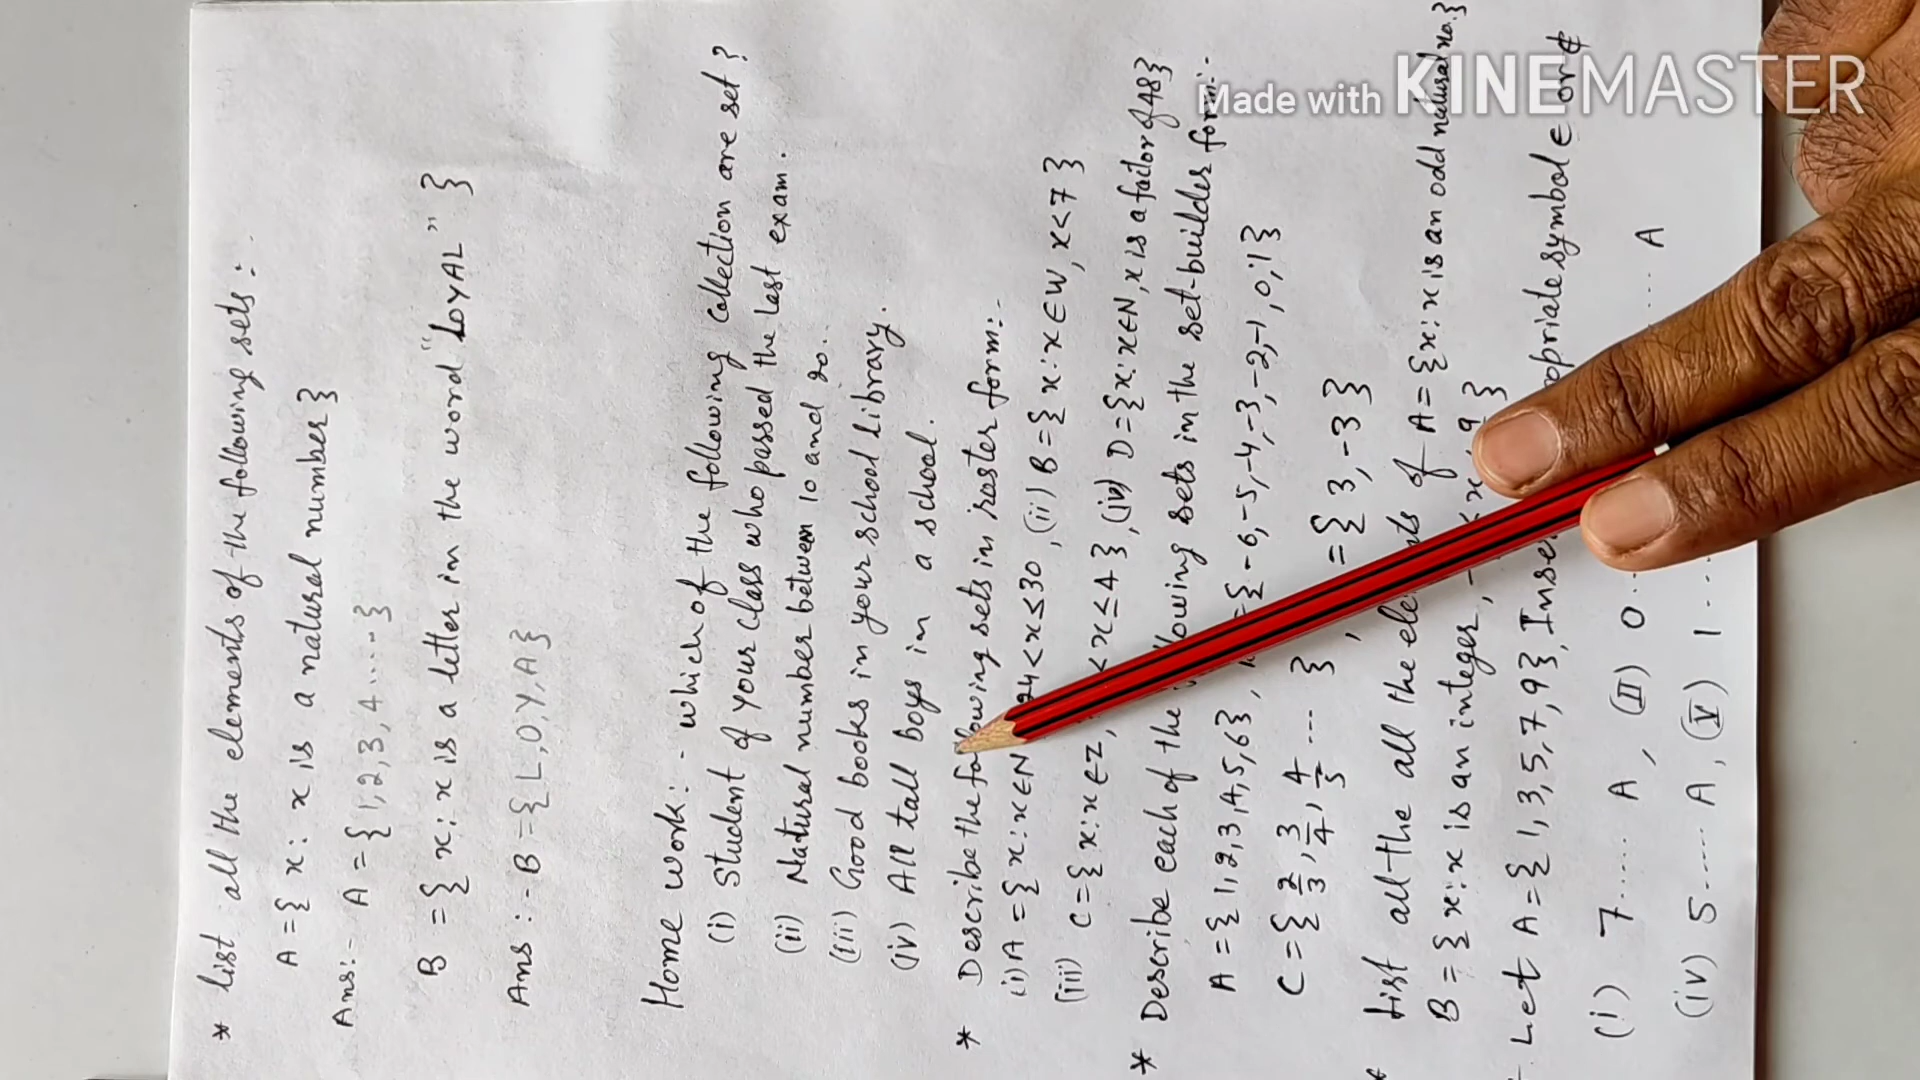 * List all the elements of the following sets:
A = { x : x is a natural number }
Ans:- A = { 1, 2, 3, 4 ..... }
B = { x : x is a letter in the word "LOYAL" }
Ans:- B = { L, O, Y, A }
Home work:- which of the following collection are set ?
(i) Student of your class who passed the last exam.
(ii) Natural number between 10 and 20.
(iii) Good books in your school library.
(iv) All tall boys in a school.
* Describe the following sets in roster form:-
(i) A = { x : x ∈ N 24 < x ≤ 30 , (ii) B = { x : x ∈ W, x < 7 }
(iii) C = { x : x ∈ Z, < x ≤ 4 } , (iv) D = { x : x ∈ N, x is a factor of 48 }
* Describe each of the following sets in the set-builder form:-
A = { 1, 2, 3, 4, 5, 6 } , = { -6, -5, -4, -3, -2, -1, 0, 1 }
C = { 2/3, 3/4, 4/5 ... } , = { 3, -3 }
* List all the all the elements of A = { x : x is an odd natural no. }
B = { x : x is an integer, - < x 9 }
Let A = { 1, 3, 5, 7, 9 }, symbol ∈ or ∉
(i) 7 ..... A , (II) 0 ... A
(iv) 5 ..... A , (V) 1 ....
Made with KINEMASTER